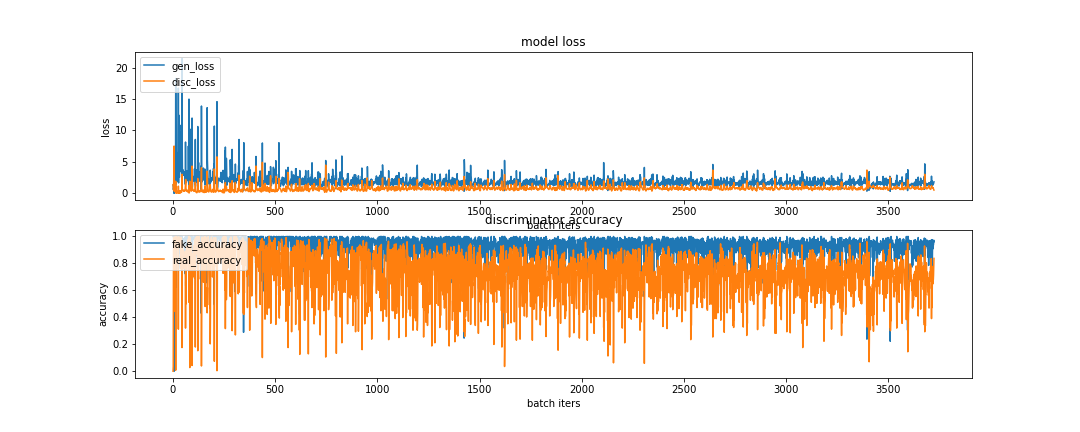 model loss
gen_loss
disc_loss
20
15
10
5
0
loss
0 500 1000 1500 2000 2500 3000 3500
batch iters
discriminator accuracy
fake_accuracy
real_accuracy
1.0
0.8
0.6
0.4
0.2
0.0
accuracy
0 500 1000 1500 2000 2500 3000 3500
batch iters